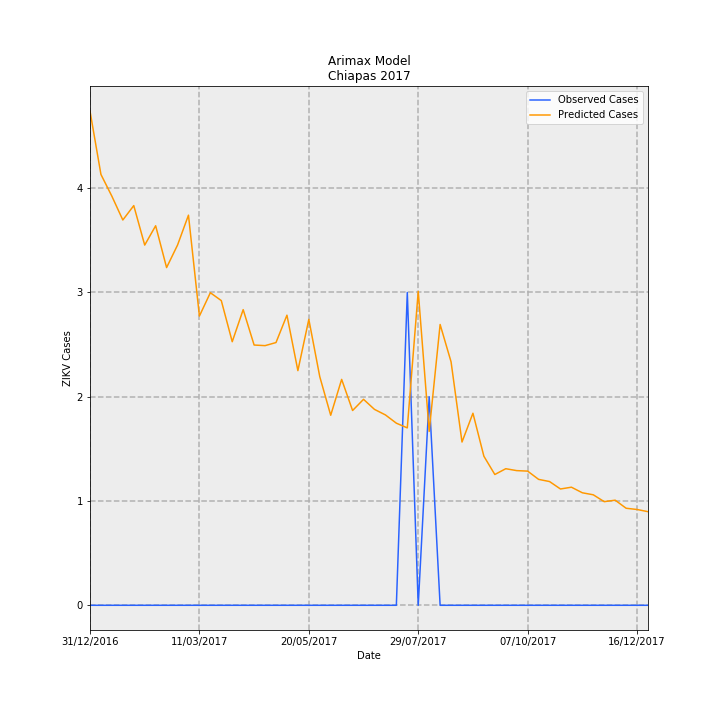 Arimax Model
Chiapas 2017
Observed Cases
Predicted Cases
ZIKV Cases
4
3
2
1
0
31/12/2016
11/03/2017
20/05/2017
29/07/2017
07/10/2017
16/12/2017
Date